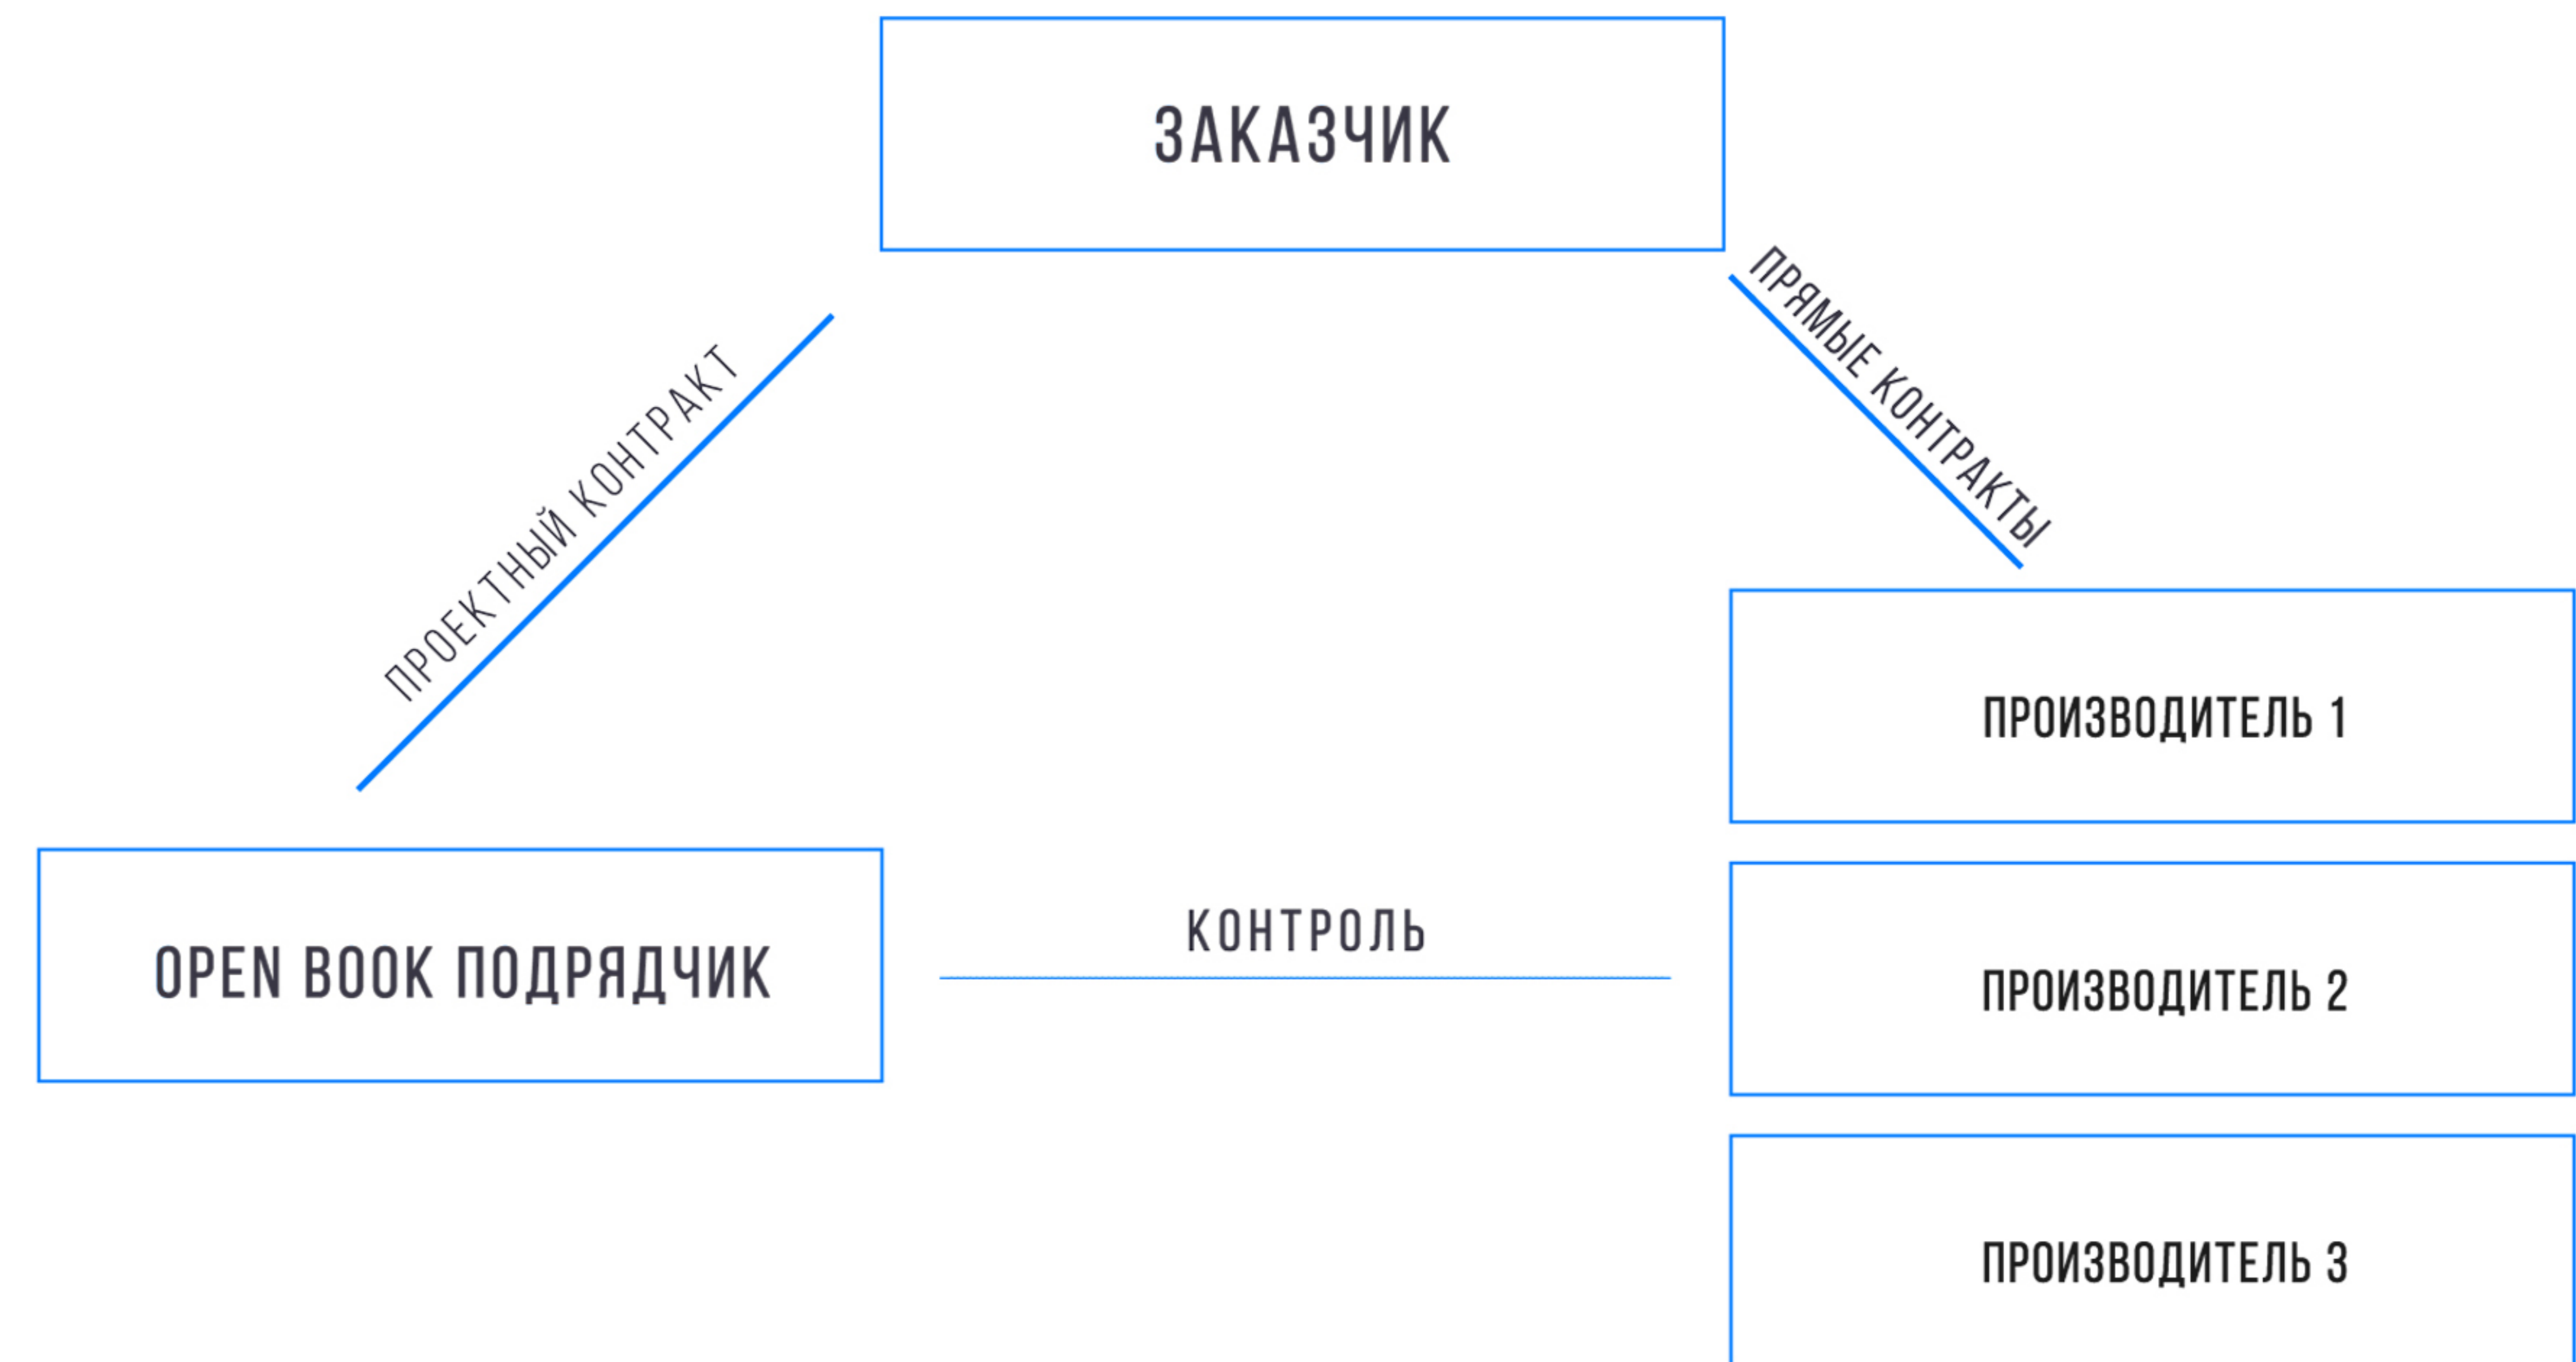 ЗАКАЗЧИК
ПРОЕКТНЫЙ КОНТРАКТ
ПРЯМЫЕ КОНТРАКТЫ
ПРОИЗВОДИТЕЛЬ 1
OPEN BOOK ПОДРЯДЧИК
КОНТРОЛЬ
ПРОИЗВОДИТЕЛЬ 2
ПРОИЗВОДИТЕЛЬ 3